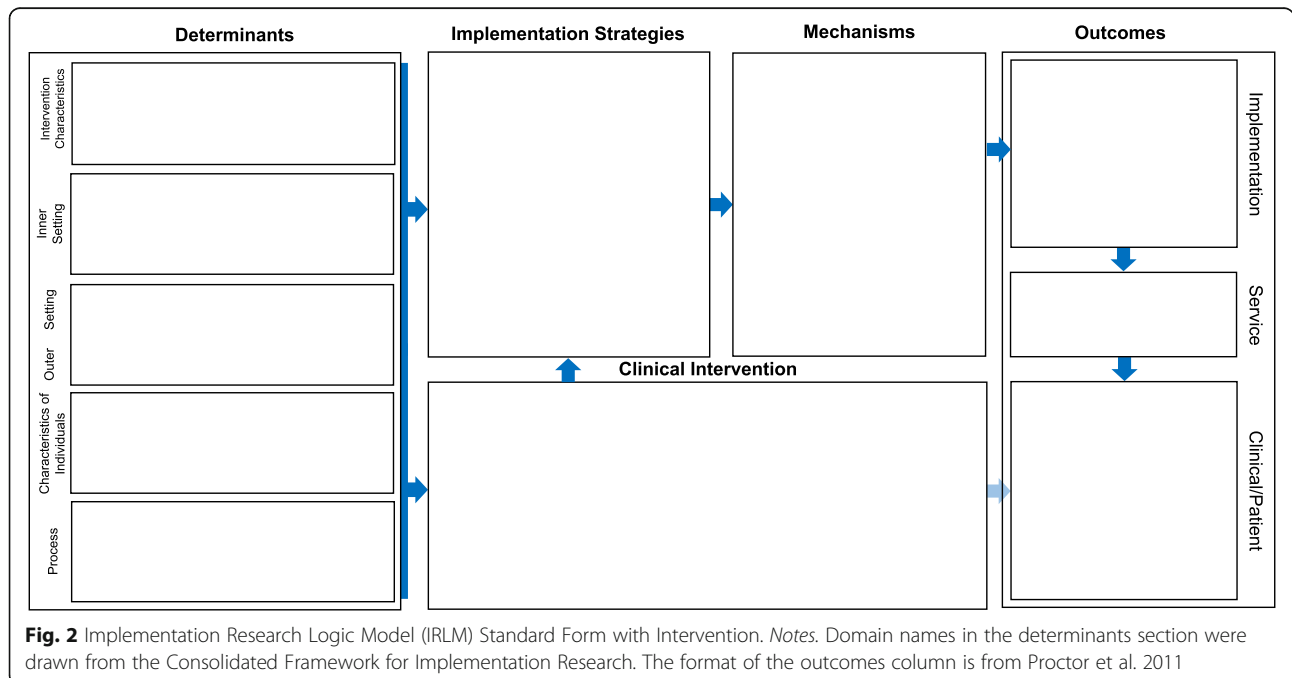 Determinants
Implementation Strategies
Mechanisms
Outcomes
Intervention
Characteristics
Inner
Setting
Outer Setting
Characteristics of
Individuals
Process
Clinical Intervention
Implementation
Service
Clinical/Patient
Fig. 2 Implementation Research Logic Model (IRLM) Standard Form with Intervention. Notes. Domain names in the determinants section were
drawn from the Consolidated Framework for Implementation Research. The format of the outcomes column is from Proctor et al. 2011